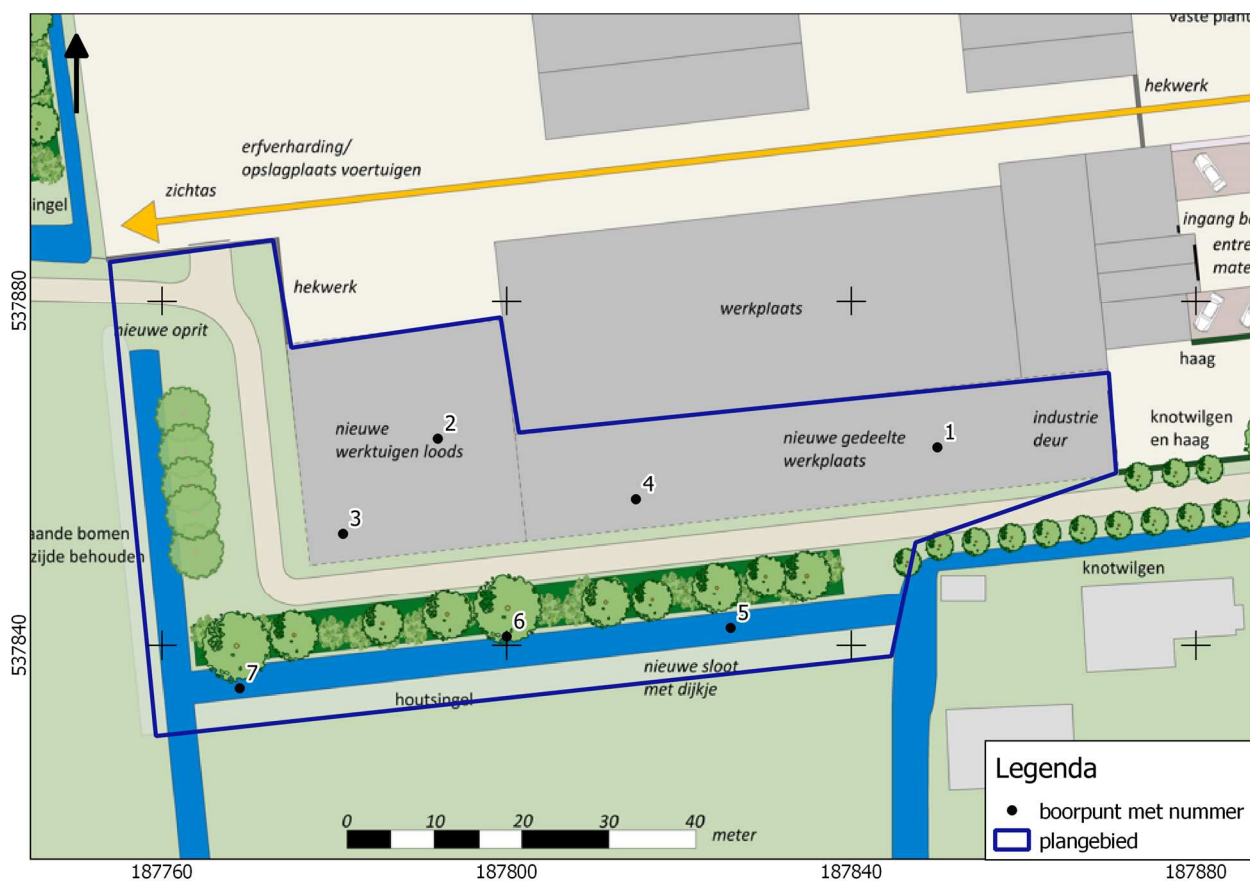 vaste plant
hekwerk
erfverharding/
opslagplaats voertuigen
zichtas
singel
ingang b
entre
mate
537880
hekwerk
werkplaats
nieuwe oprit
haag
knotwilgen
en haag
industrie
deur
nieuwe
werktuigen loods
2
nieuwe gedeelte
werkplaats
1
4
3
aande bomen
zijde behouden
knotwilgen
537840
5
6
7
nieuwe sloot
met dijkje
houtsingel
Legenda
boorpunt met nummer
plangebied
0
10
20
30
40
meter
187760
187800
187840
187880